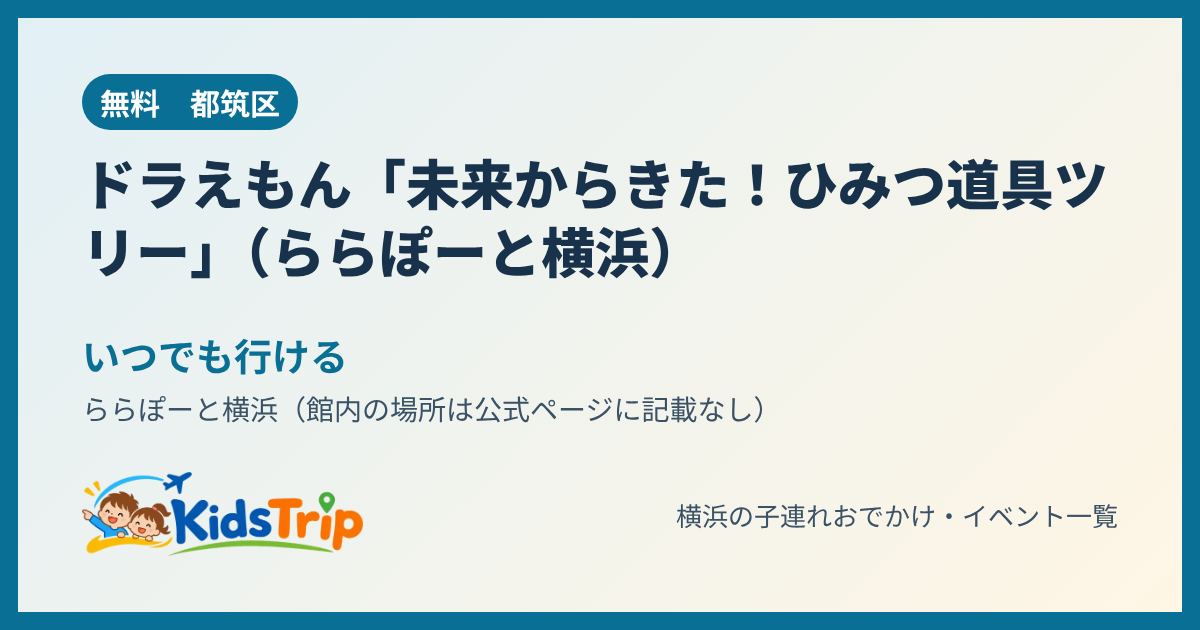 無料　都筑区
ドラえもん「未来からきた！ひみつ道具ツ
リー」（ららぽーと横浜）
いつでも行ける
ららぽーと横浜（館内の場所は公式ページに記載なし）
KidsTrip
横浜の子連れおでかけ・イベント一覧